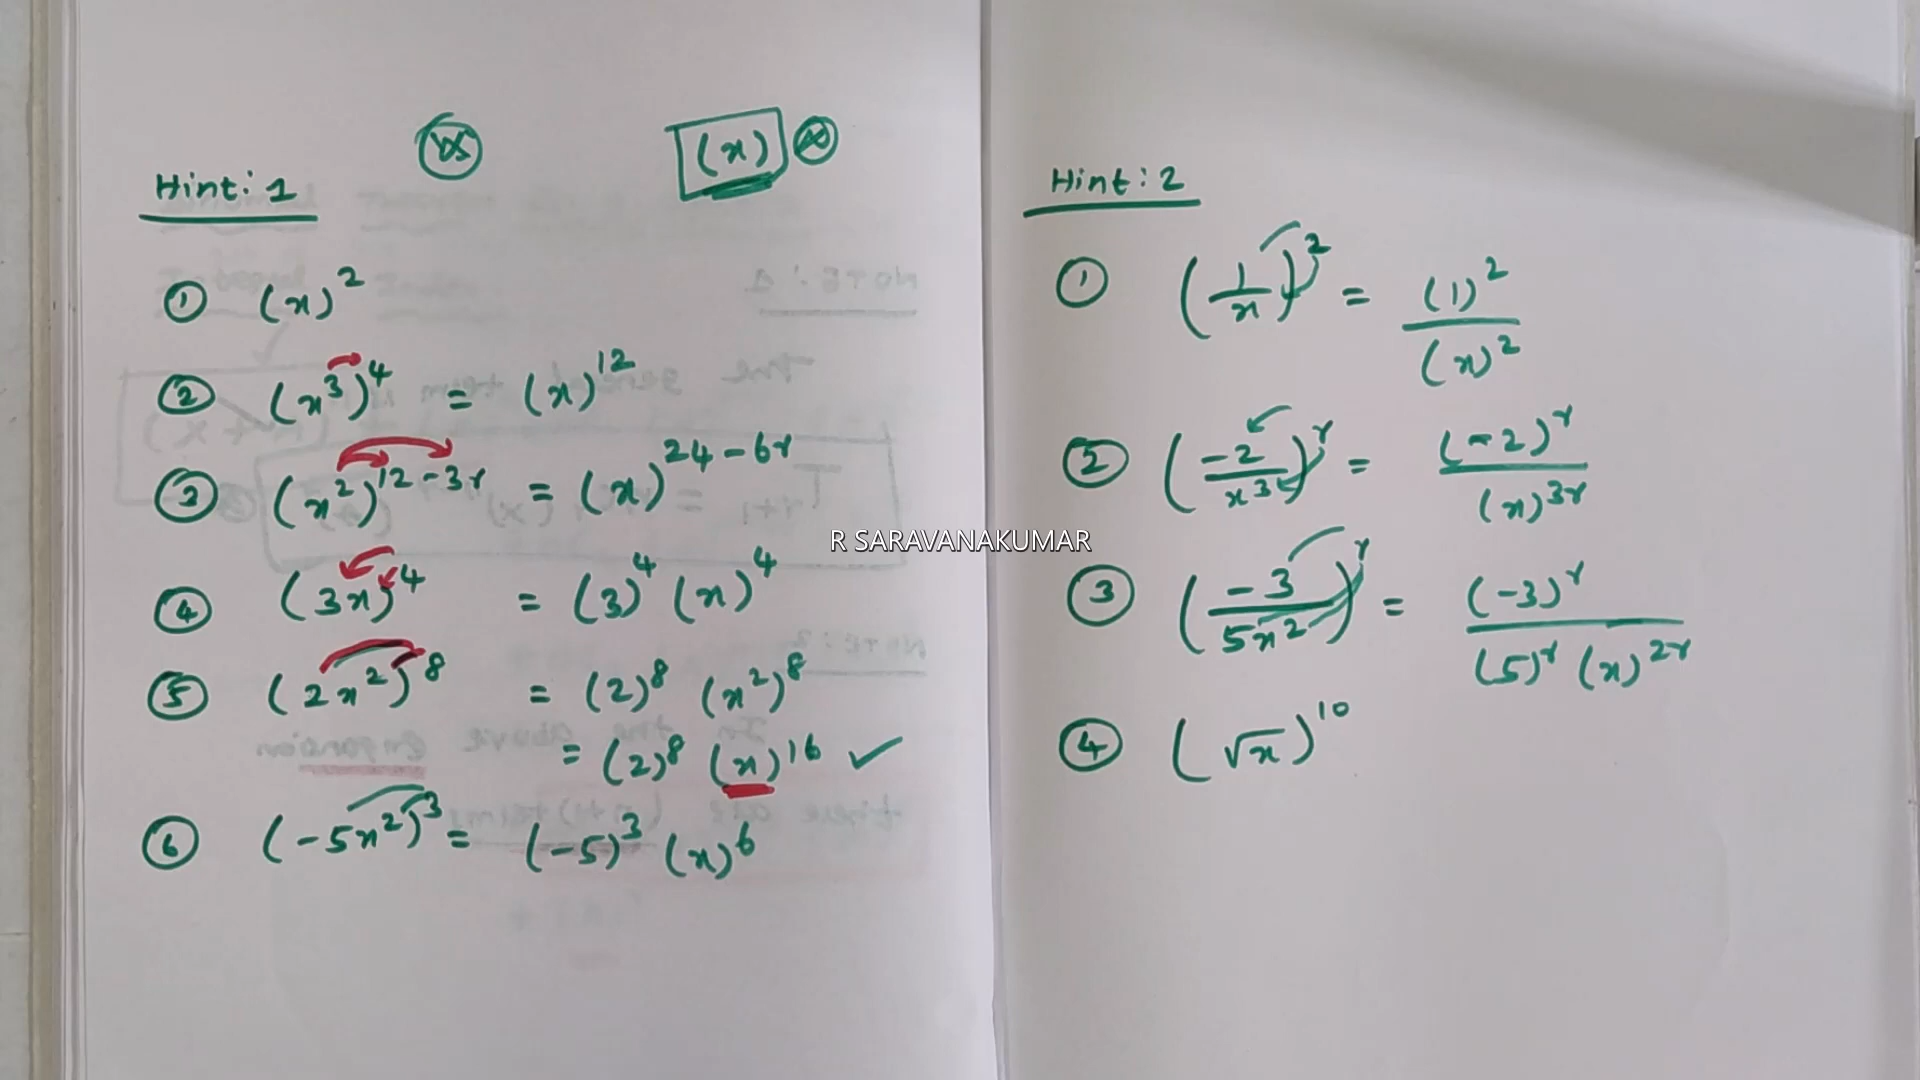 (x)
Hint: 1
① (x)²
② (x³)⁴ = (x)¹²
③ (x²)¹²⁻³ʳ = (x)²⁴⁻⁶ʳ
④ (3x)⁴ = (3)⁴ (x)⁴
⑤ (2x²)⁸ = (2)⁸ (x²)⁸
= (2)⁸ (x)¹⁶ ✓
⑥ (-5x²)³ = (-5)³ (x)⁶
Hint: 2
① (1/x)² = (1)²/(x)²
② (-2/x³)ʳ = (-2)ʳ/(x)³ʳ
③ (-3/5x²)ʳ = (-3)ʳ/(5)ʳ (x)²ʳ
④ (√x)¹⁰
R SARAVANAKUMAR